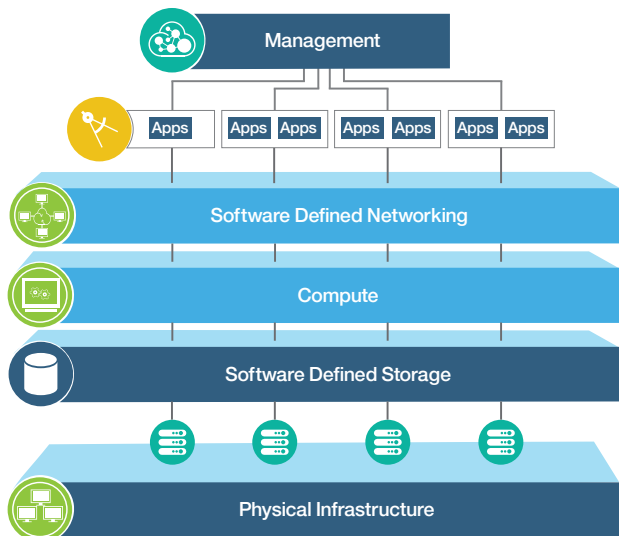 Management
Apps Apps Apps Apps Apps Apps Apps
Software Defined Networking
Compute
Software Defined Storage
Physical Infrastructure